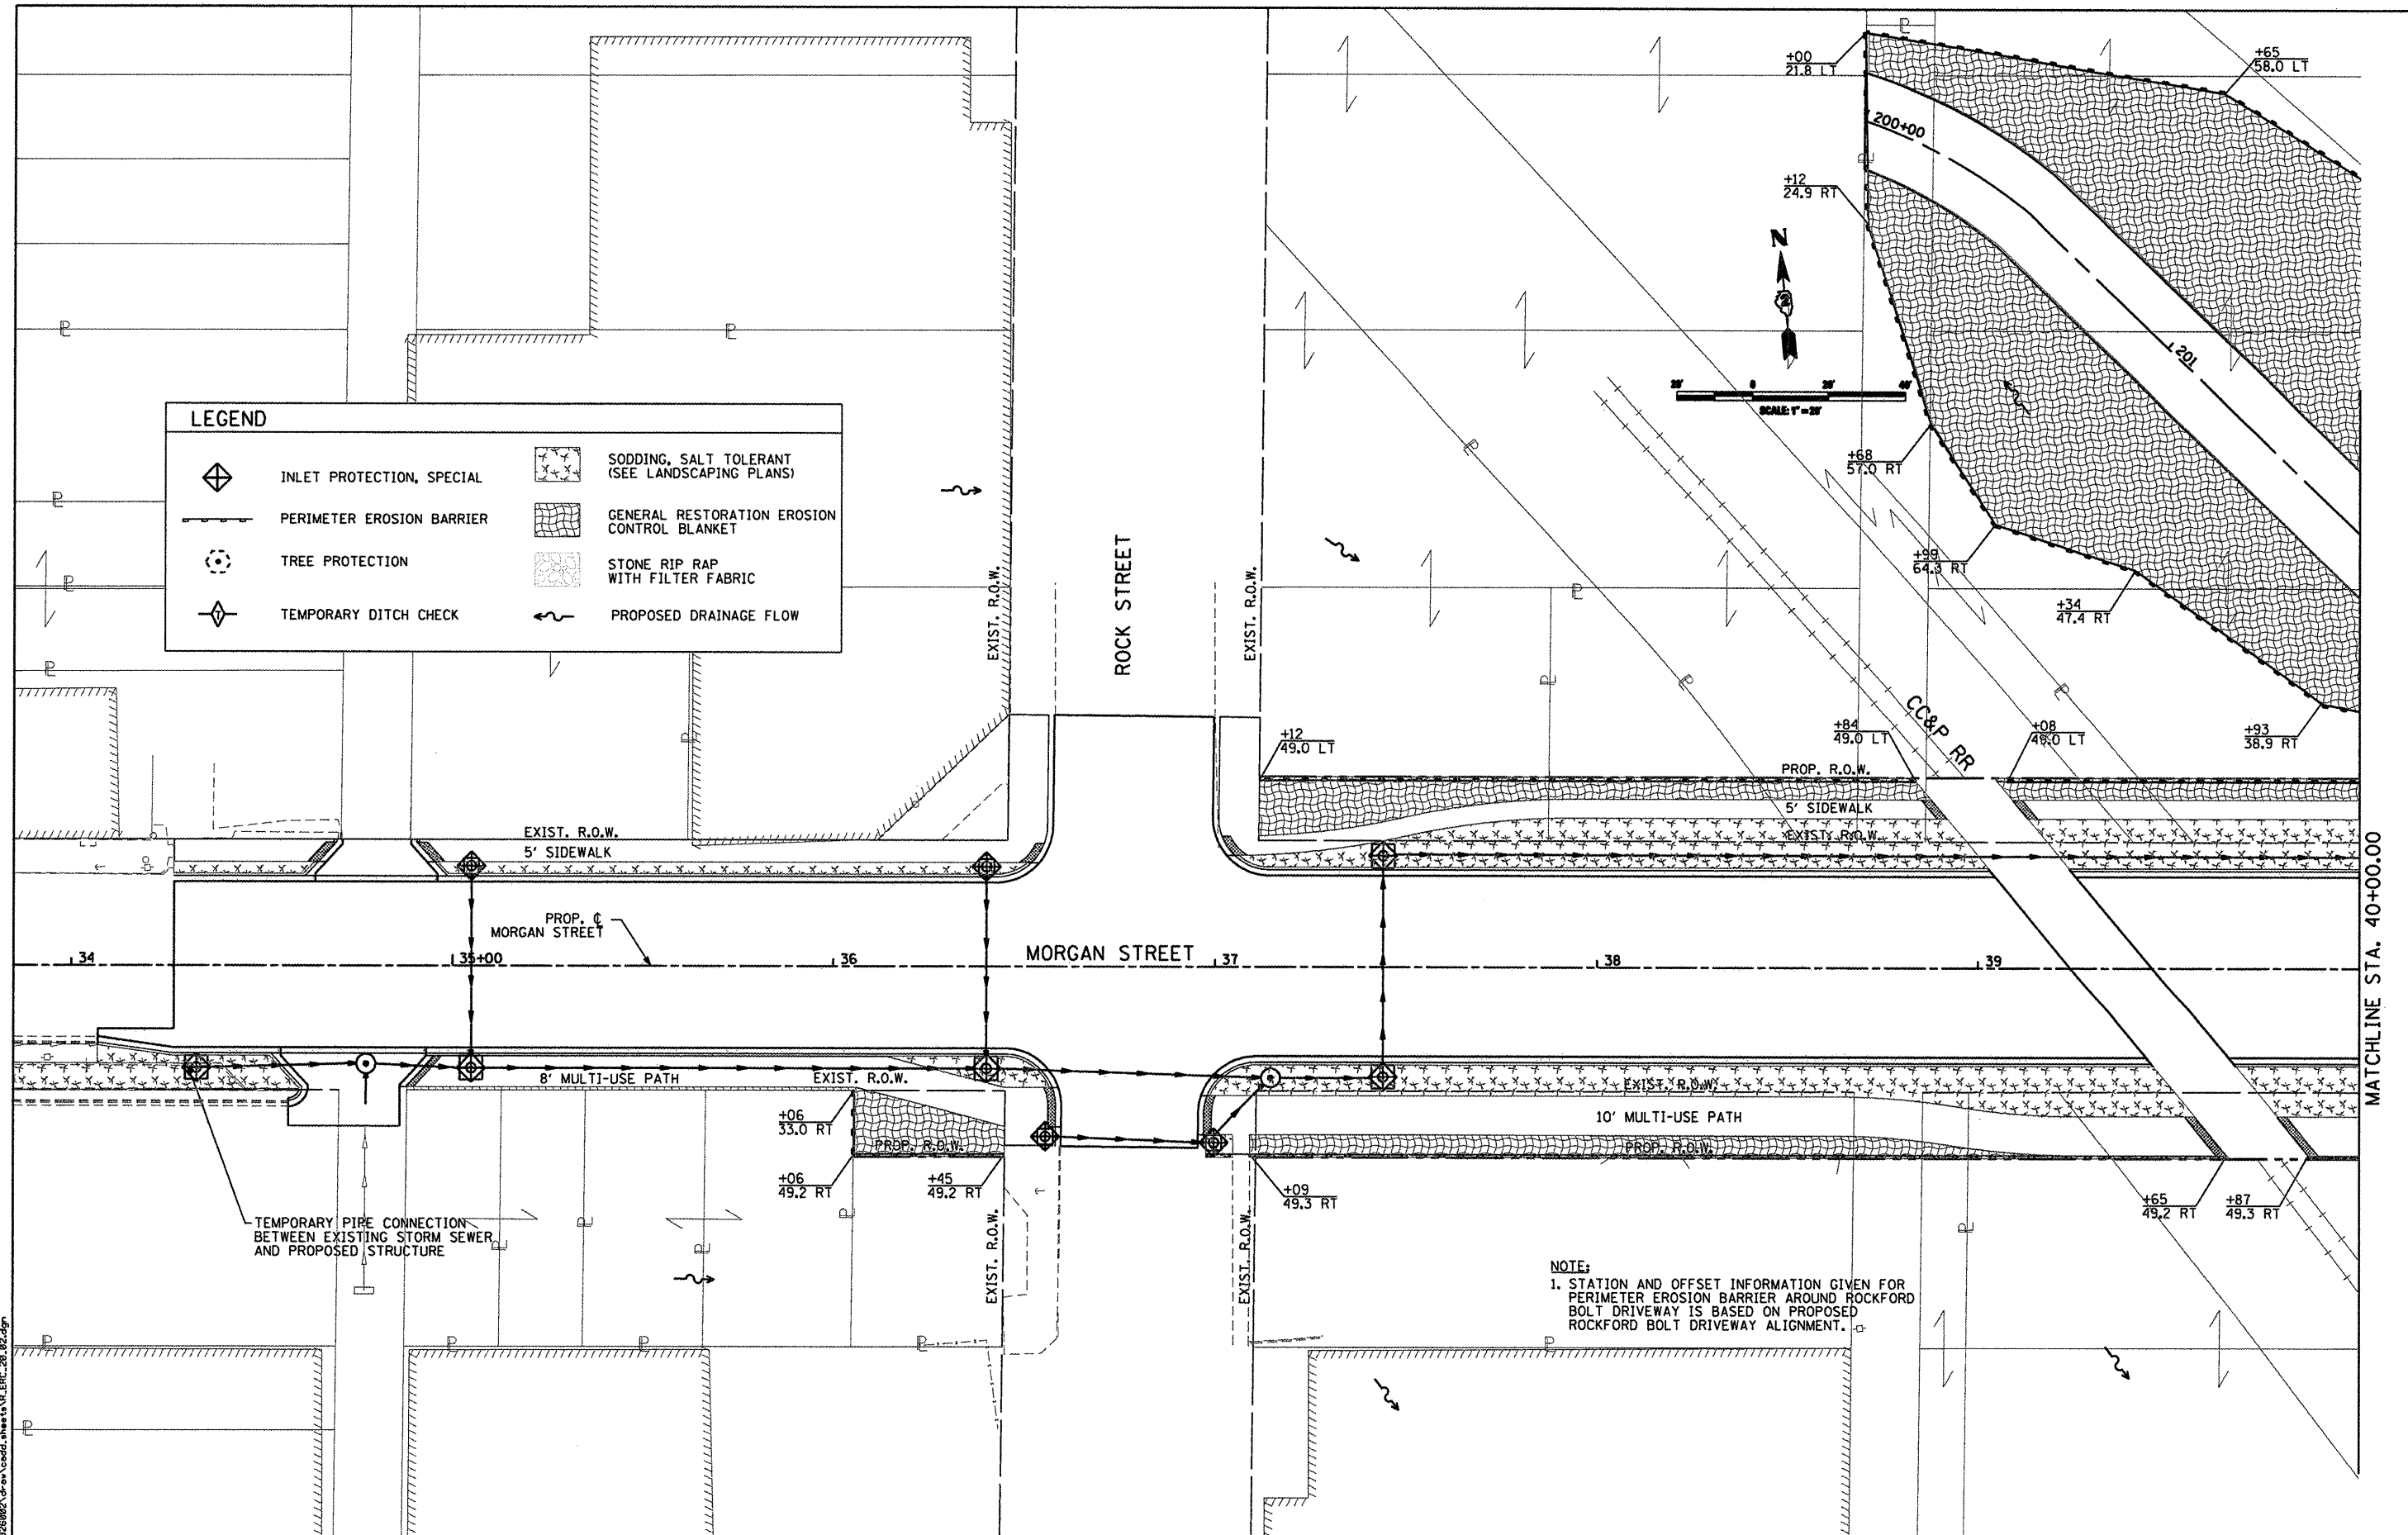 +00
21.8 LT
+65
58.0 LT
200+00
+12
24.9 RT
N
2
20' 0 20' 40'
SCALE: 1" = 20'
201
LEGEND
INLET PROTECTION, SPECIAL
PERIMETER EROSION BARRIER
TREE PROTECTION
TEMPORARY DITCH CHECK
SODDING, SALT TOLERANT
(SEE LANDSCAPING PLANS)
GENERAL RESTORATION EROSION
CONTROL BLANKET
STONE RIP RAP
WITH FILTER FABRIC
PROPOSED DRAINAGE FLOW
+68
57.0 RT
+99
64.3 RT
+34
47.4 RT
+93
38.9 RT
EXIST. R.O.W.
ROCK STREET
EXIST. R.O.W.
+12
49.0 LT
+84
49.0 LT
CC&P RR
+08
49.0 LT
PROP. R.O.W.
5' SIDEWALK
EXIST. R.O.W.
EXIST. R.O.W.
5' SIDEWALK
PROP. ℄
MORGAN STREET
34
35+00
36
MORGAN STREET
37
38
39
MATCHLINE STA. 40+00.00
8' MULTI-USE PATH
EXIST. R.O.W.
EXIST. R.O.W.
10' MULTI-USE PATH
+06
33.0 RT
PROP. R.O.W.
PROP. R.O.W.
+06
49.2 RT
+45
49.2 RT
+09
49.3 RT
+65
49.2 RT
+87
49.3 RT
TEMPORARY PIPE CONNECTION
BETWEEN EXISTING STORM SEWER
AND PROPOSED STRUCTURE
EXIST. R.O.W.
EXIST. R.O.W.
NOTE:
1. STATION AND OFFSET INFORMATION GIVEN FOR
PERIMETER EROSION BARRIER AROUND ROCKFORD
BOLT DRIVEWAY IS BASED ON PROPOSED
ROCKFORD BOLT DRIVEWAY ALIGNMENT.